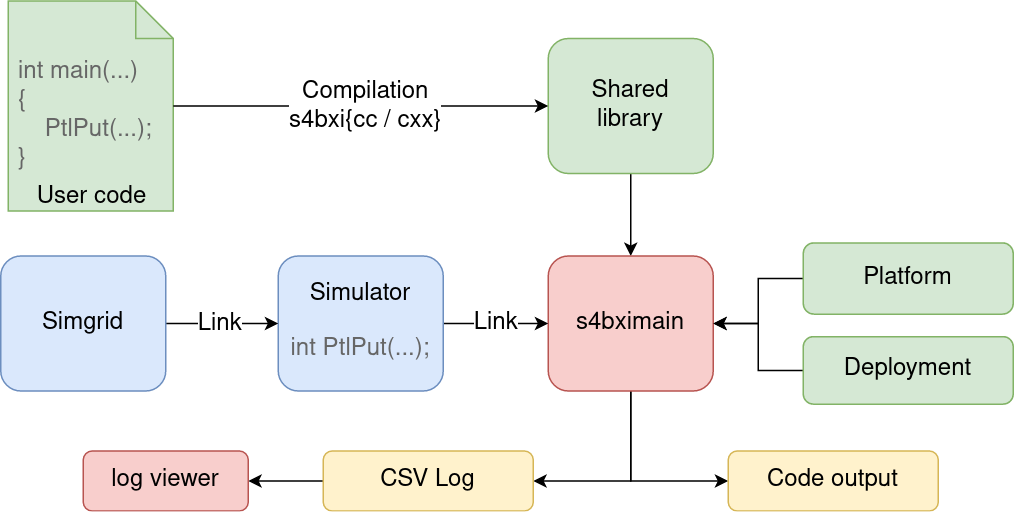 int main(...)
{
PtlPut(...);
}
User code
Compilation
s4bxi{cc / cxx}
Shared
library
Simgrid
Link
Simulator
int PtlPut(...);
Link
s4bximain
Platform
Deployment
log viewer
CSV Log
Code output